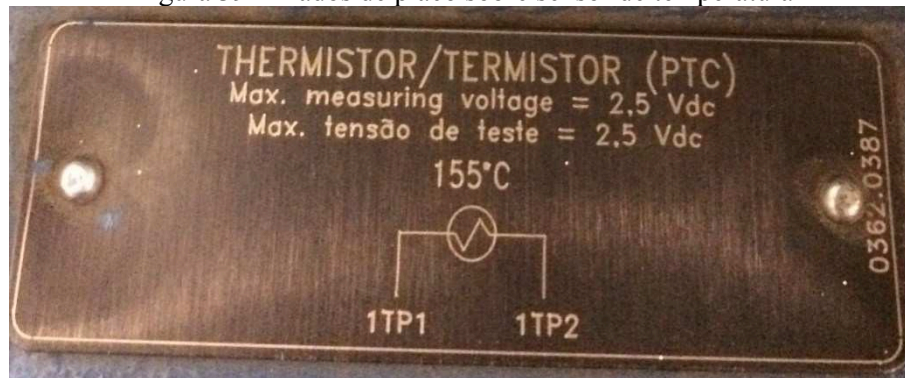 THERMISTOR/TERMISTOR (PTC)
Max. measuring voltage = 2,5 Vdc
Max. tensão de teste = 2,5 Vdc
155°C
1TP1 1TP2
0362.0387